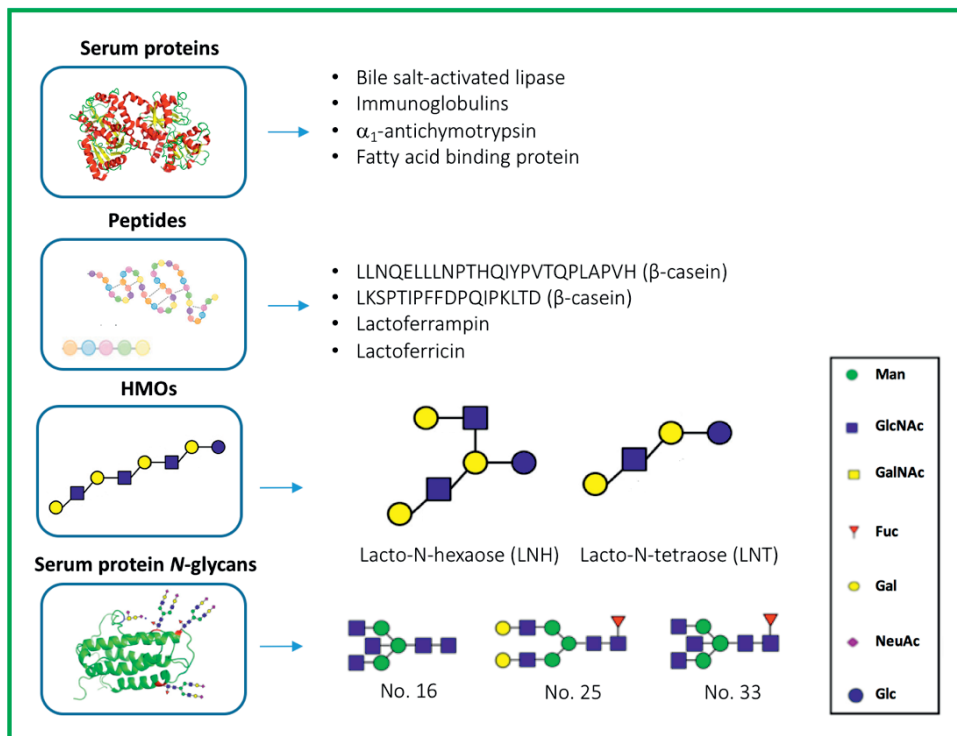 Serum proteins
• Bile salt-activated lipase
• Immunoglobulins
• α₁-antichymotrypsin
• Fatty acid binding protein
Peptides
• LLNQELLLNPTHQIYPVTQPLAPVH (β-casein)
• LKSPTIPFFDPQIPKLTD (β-casein)
• Lactoferrampin
• Lactoferricin
HMOs
Lacto-N-hexaose (LNH)
Lacto-N-tetraose (LNT)
Serum protein N-glycans
No. 16
No. 25
No. 33
Man
GlcNAc
GalNAc
Fuc
Gal
NeuAc
Glc